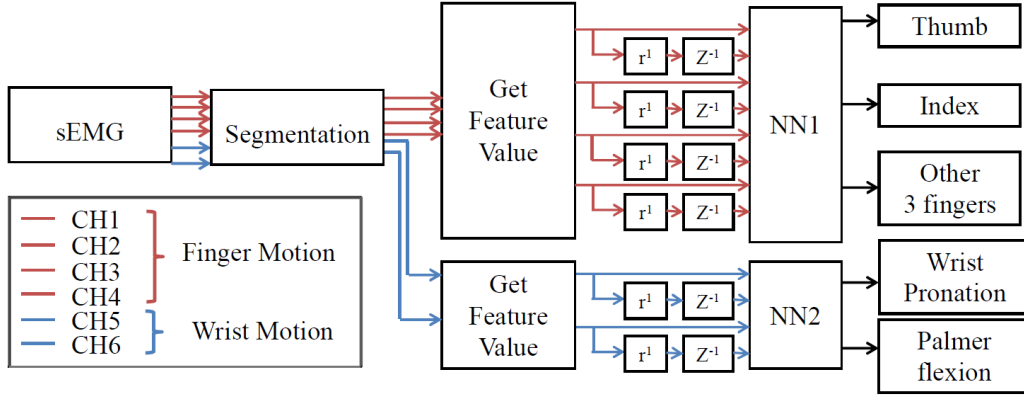 sEMG
Segmentation
Get
Feature
Value
r¹ Z⁻¹
r¹ Z⁻¹
r¹ Z⁻¹
r¹ Z⁻¹
NN1
Thumb
Index
Other
3 fingers
Get
Feature
Value
r¹ Z⁻¹
r¹ Z⁻¹
NN2
Wrist
Pronation
Palmer
flexion
CH1
CH2
CH3
CH4
Finger Motion
CH5
CH6
Wrist Motion